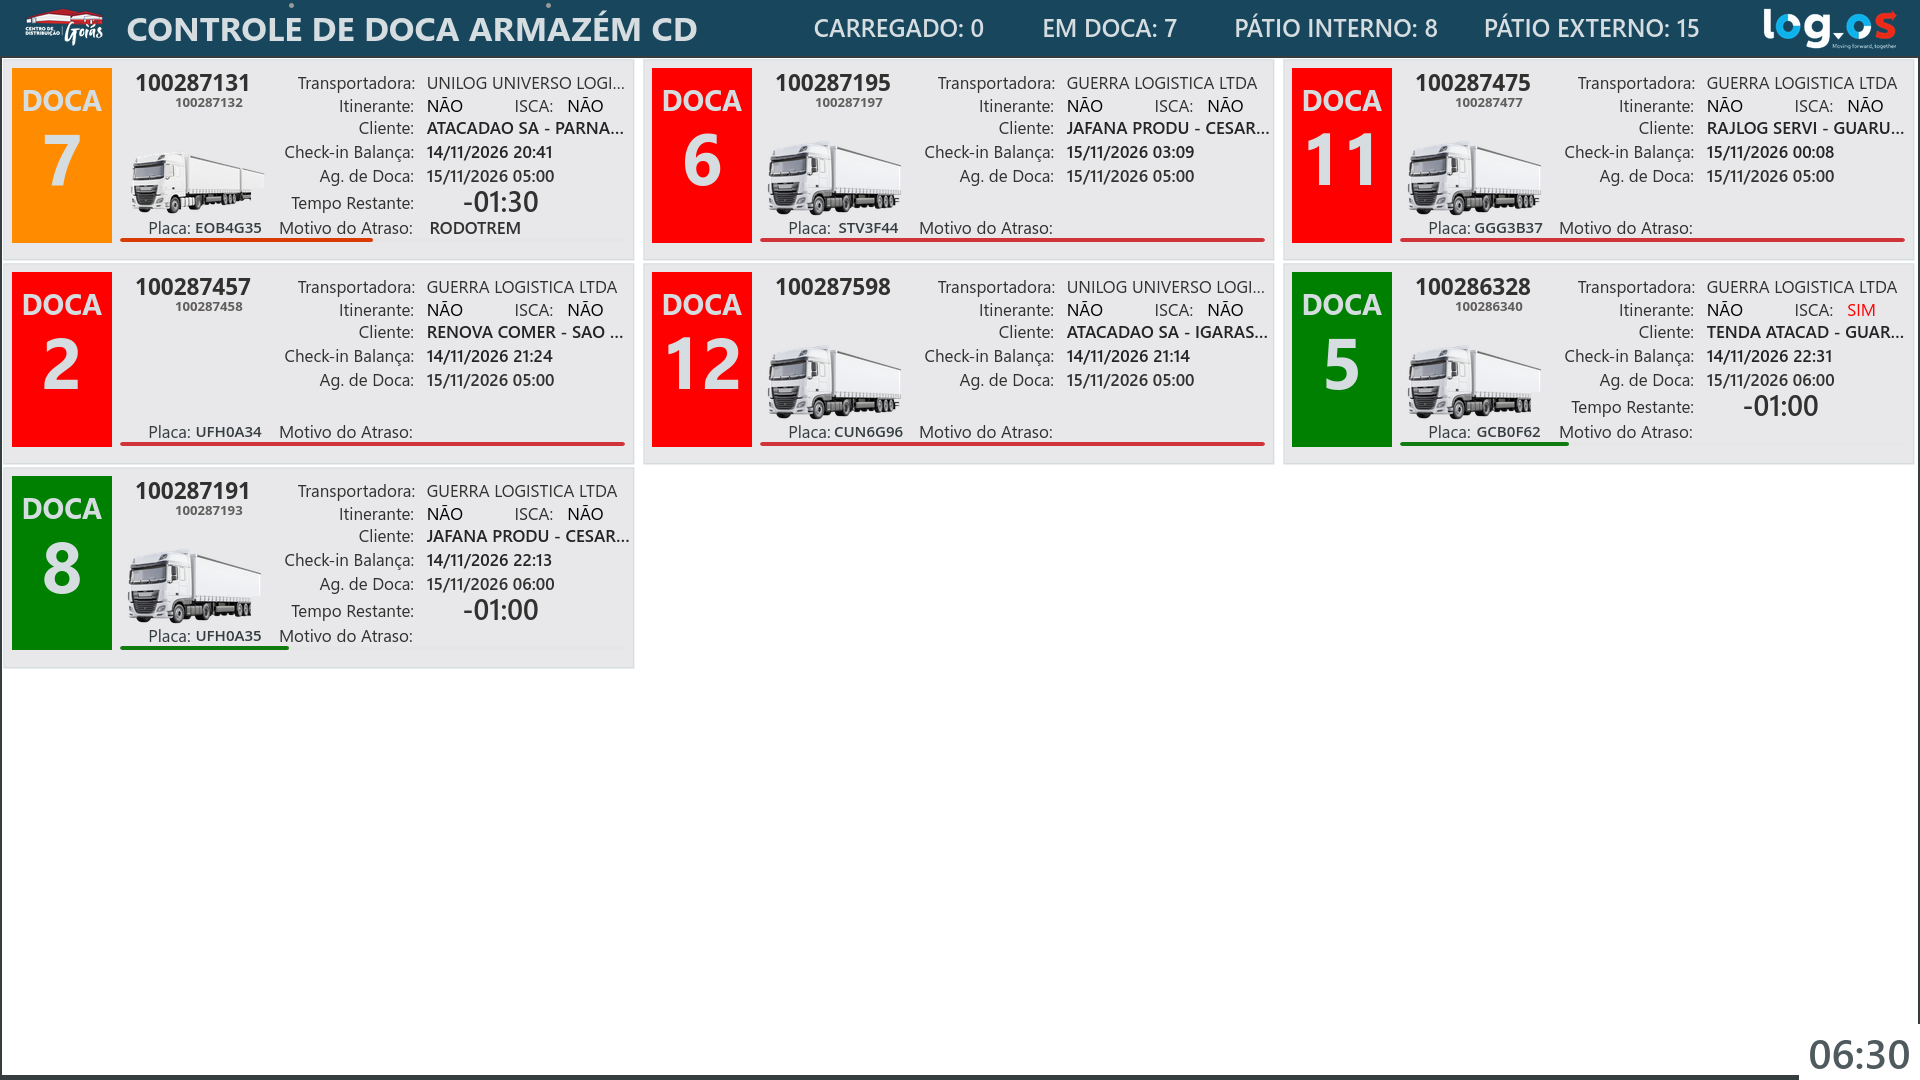 CENTRO DE DISTRIBUIÇÃO Goiás
CONTROLE DE DOCA ARMAZÉM CD
CARREGADO: 0
EM DOCA: 7
PÁTIO INTERNO: 8
PÁTIO EXTERNO: 15
log.os
Moving forward, together
DOCA
7
100287131
100287132
Transportadora: UNILOG UNIVERSO LOGI...
Itinerante: NÃO ISCA: NÃO
Cliente: ATACADAO SA - PARNA...
Check-in Balança: 14/11/2026 20:41
Ag. de Doca: 15/11/2026 05:00
Tempo Restante: -01:30
Placa: EOB4G35 Motivo do Atraso: RODOTREM
DOCA
6
100287195
100287197
Transportadora: GUERRA LOGISTICA LTDA
Itinerante: NÃO ISCA: NÃO
Cliente: JAFANA PRODU - CESAR...
Check-in Balança: 15/11/2026 03:09
Ag. de Doca: 15/11/2026 05:00
Placa: STV3F44 Motivo do Atraso:
DOCA
11
100287475
100287477
Transportadora: GUERRA LOGISTICA LTDA
Itinerante: NÃO ISCA: NÃO
Cliente: RAJLOG SERVI - GUARU...
Check-in Balança: 15/11/2026 00:08
Ag. de Doca: 15/11/2026 05:00
Placa: GGG3B37 Motivo do Atraso:
DOCA
2
100287457
100287458
Transportadora: GUERRA LOGISTICA LTDA
Itinerante: NÃO ISCA: NÃO
Cliente: RENOVA COMER - SAO ...
Check-in Balança: 14/11/2026 21:24
Ag. de Doca: 15/11/2026 05:00
Placa: UFH0A34 Motivo do Atraso:
DOCA
12
100287598
Transportadora: UNILOG UNIVERSO LOGI...
Itinerante: NÃO ISCA: NÃO
Cliente: ATACADAO SA - IGARAS...
Check-in Balança: 14/11/2026 21:14
Ag. de Doca: 15/11/2026 05:00
Placa: CUN6G96 Motivo do Atraso:
DOCA
5
100286328
100286340
Transportadora: GUERRA LOGISTICA LTDA
Itinerante: NÃO ISCA: SIM
Cliente: TENDA ATACAD - GUAR...
Check-in Balança: 14/11/2026 22:31
Ag. de Doca: 15/11/2026 06:00
Tempo Restante: -01:00
Placa: GCB0F62 Motivo do Atraso:
DOCA
8
100287191
100287193
Transportadora: GUERRA LOGISTICA LTDA
Itinerante: NÃO ISCA: NÃO
Cliente: JAFANA PRODU - CESAR...
Check-in Balança: 14/11/2026 22:13
Ag. de Doca: 15/11/2026 06:00
Tempo Restante: -01:00
Placa: UFH0A35 Motivo do Atraso:
06:30